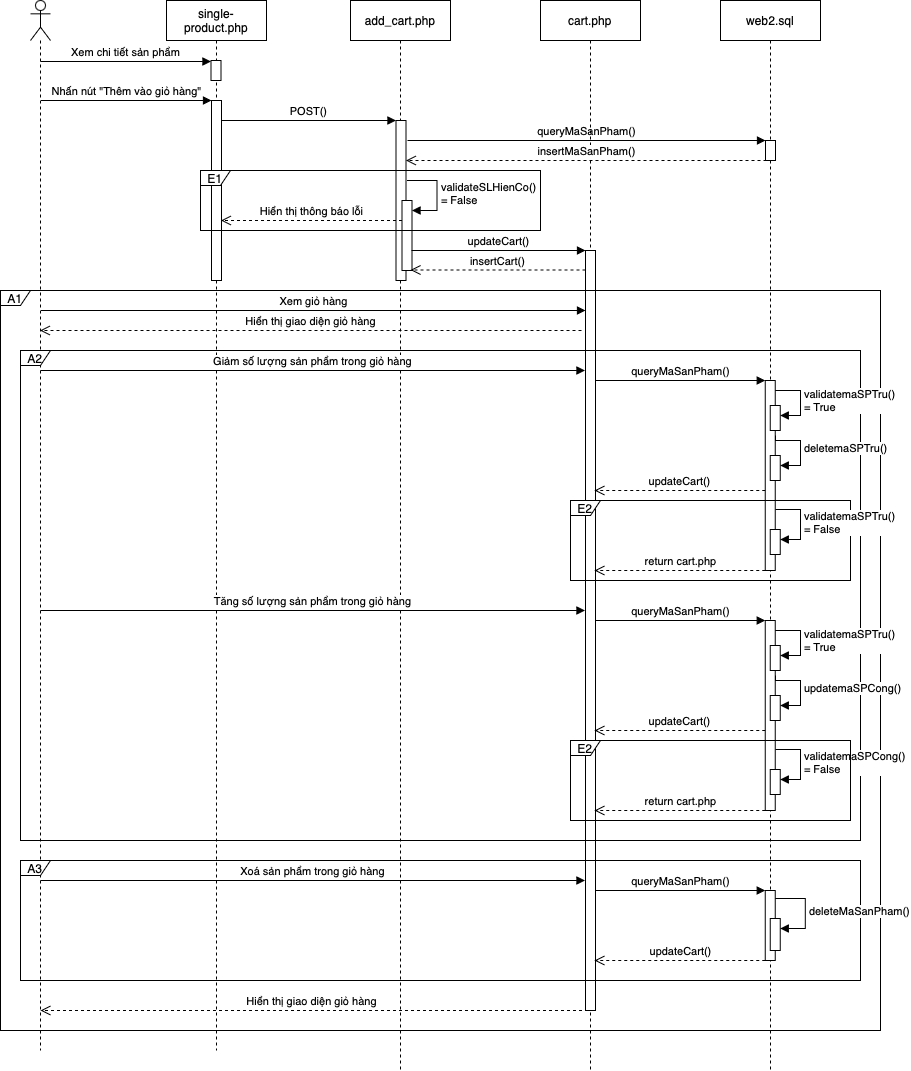 single-
product.php
add_cart.php
cart.php
web2.sql
Xem chi tiết sản phẩm
Nhấn nút "Thêm vào giỏ hàng"
POST()
queryMaSanPham()
insertMaSanPham()
E1
validateSLHienCo()
= False
Hiển thị thông báo lỗi
updateCart()
insertCart()
A1
Xem giỏ hàng
Hiển thị giao diện giỏ hàng
A2
Giảm số lượng sản phẩm trong giỏ hàng
queryMaSanPham()
validatemaSPTru()
= True
deletemaSPTru()
updateCart()
E2
validatemaSPTru()
= False
return cart.php
Tăng số lượng sản phẩm trong giỏ hàng
queryMaSanPham()
validatemaSPTru()
= True
updatemaSPCong()
updateCart()
E2
validatemaSPCong()
= False
return cart.php
A3
Xoá sản phẩm trong giỏ hàng
queryMaSanPham()
deleteMaSanPham()
updateCart()
Hiển thị giao diện giỏ hàng